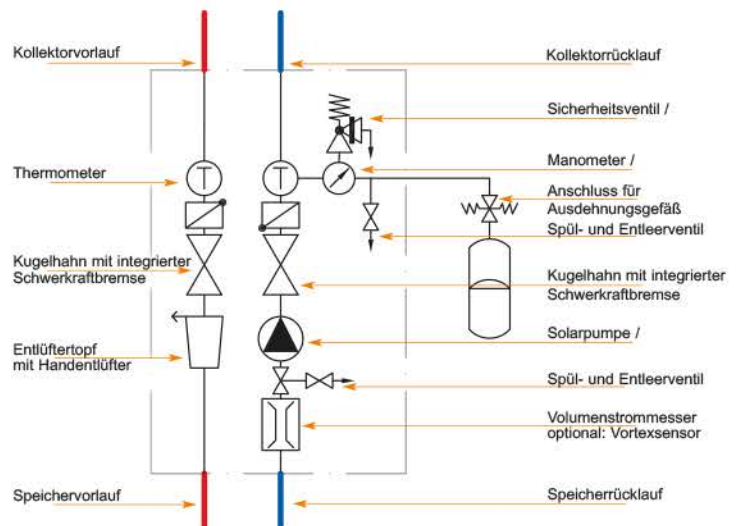 Kollektorvorlauf
Kollektorrücklauf
Sicherheitsventil /
Thermometer
T
T
Manometer /
Anschluss für
Ausdehnungsgefäß
Spül- und Entleerventil
Kugelhahn mit integrierter
Schwerkraftbremse
Kugelhahn mit integrierter
Schwerkraftbremse
Solarpumpe /
Entlüftertopf
mit Handentlüfter
Spül- und Entleerventil
Volumenstrommesser
optional: Vortexsensor
Speichervorlauf
Speicherrücklauf